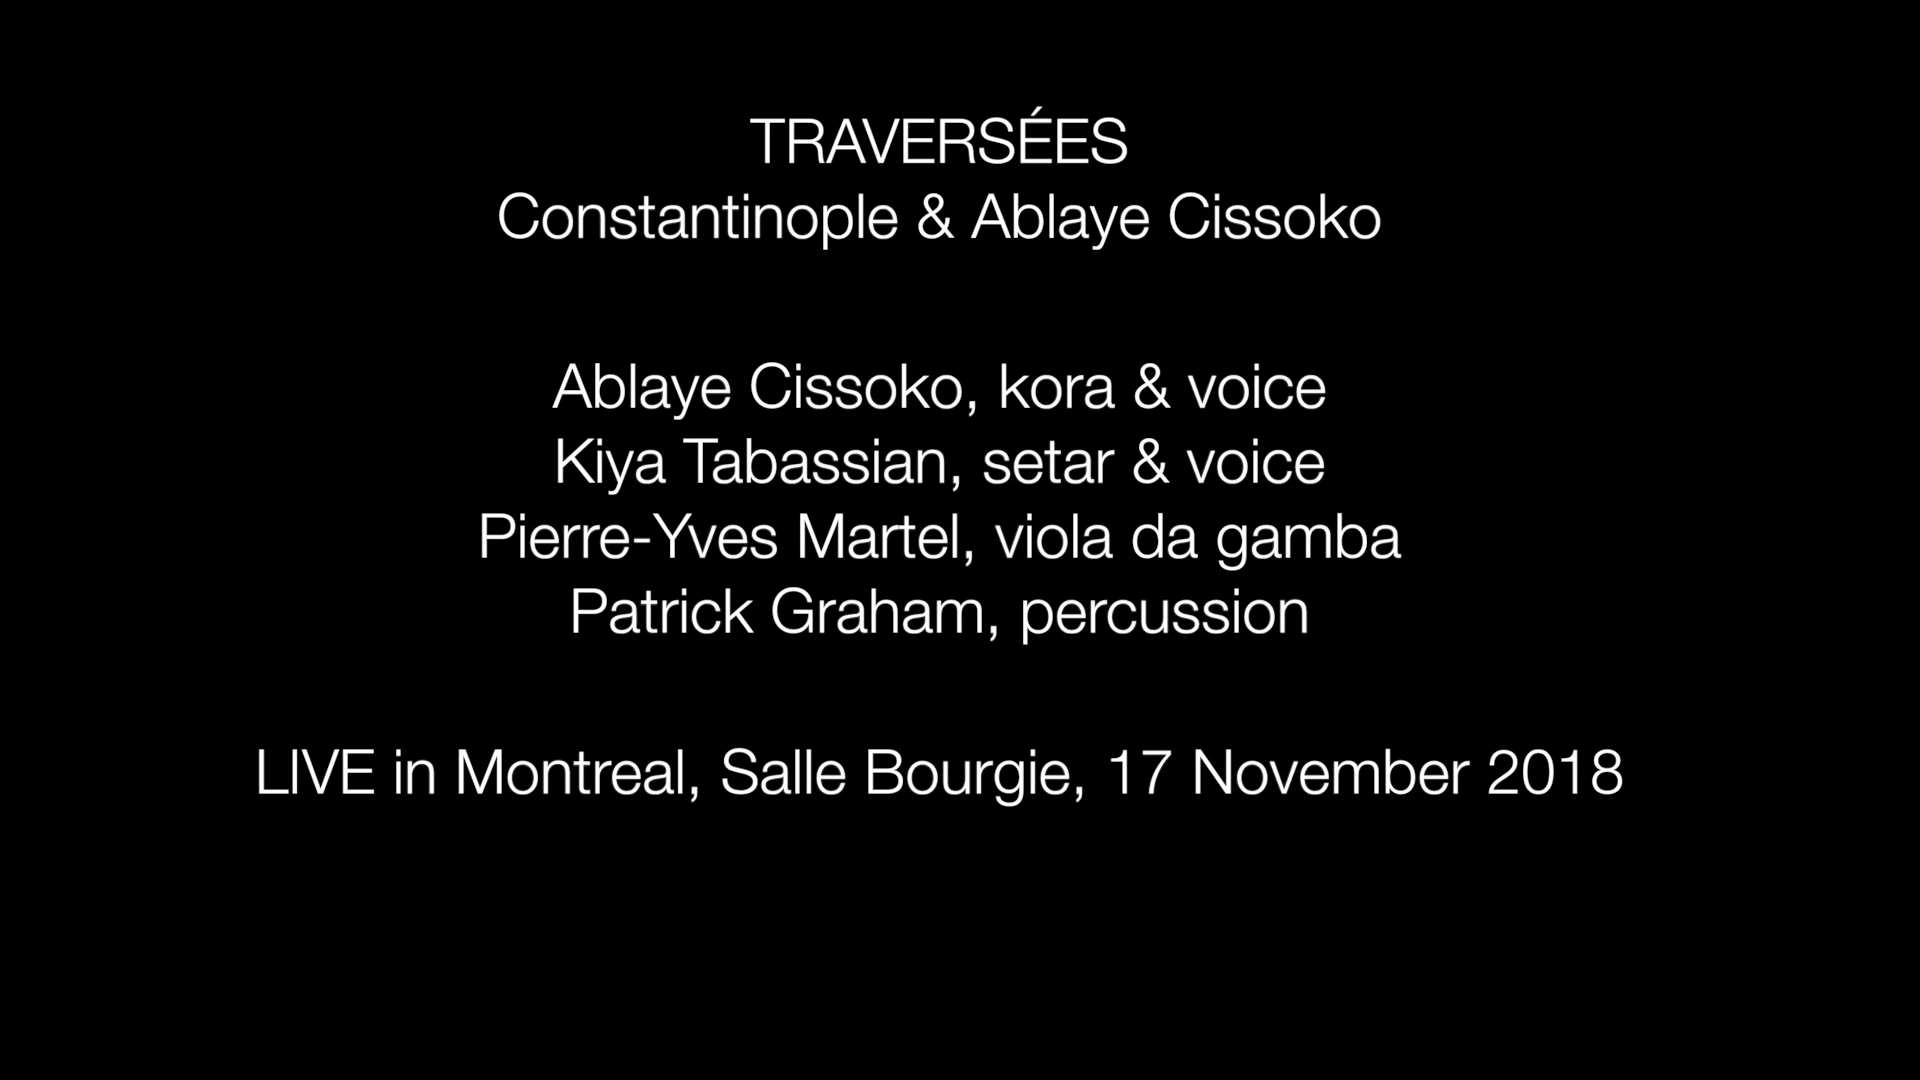 TRAVERSÉES
Constantinople & Ablaye Cissoko
Ablaye Cissoko, kora & voice
Kiya Tabassian, setar & voice
Pierre-Yves Martel, viola da gamba
Patrick Graham, percussion
LIVE in Montreal, Salle Bourgie, 17 November 2018